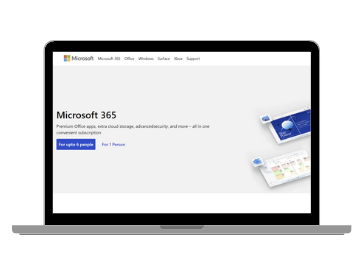 Microsoft Microsoft 365 Office Windows Surface Xbox Support
Microsoft 365
Premium Office apps, extra cloud storage, advanced security, and more – all in one
convenient subscription
For up to 6 people For 1 Person